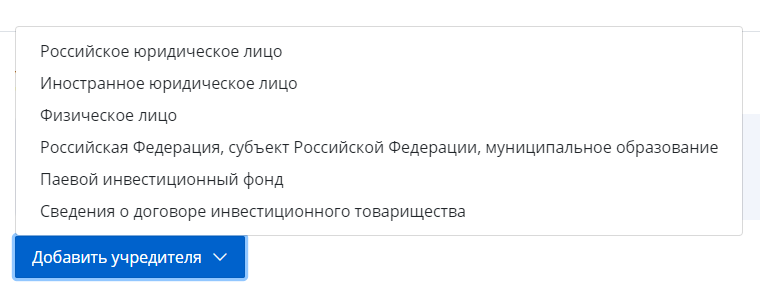 Российское юридическое лицо
Иностранное юридическое лицо
Физическое лицо
Российская Федерация, субъект Российской Федерации, муниципальное образование
Паевой инвестиционный фонд
Сведения о договоре инвестиционного товарищества
Добавить учредителя